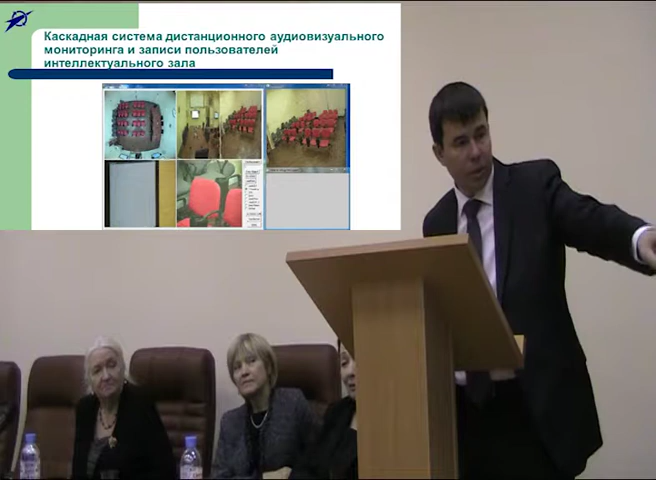 Каскадная система дистанционного аудиовизуального
мониторинга и записи пользователей
интеллектуального зала